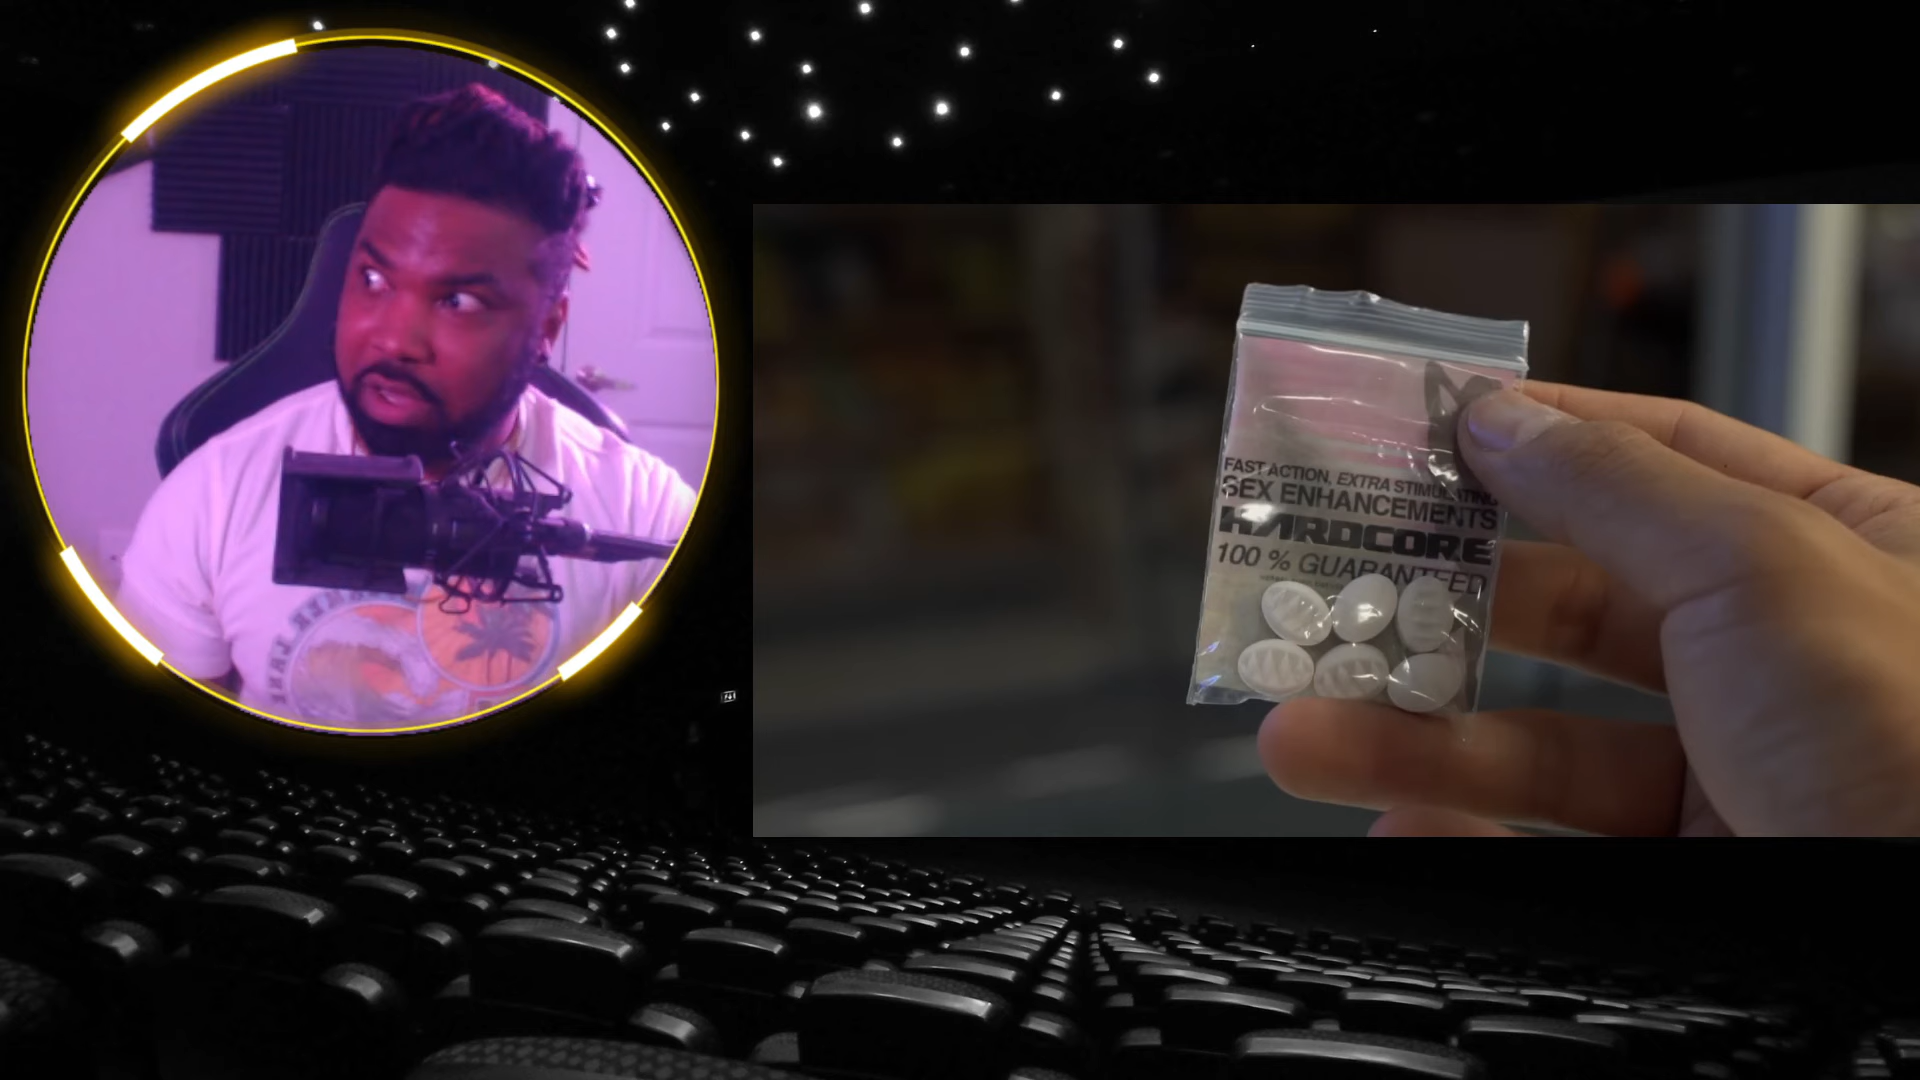 FAST ACTION, EXTRA STIMULATING
SEX ENHANCEMENTS
HARDCORE
100 % GUARANTEED